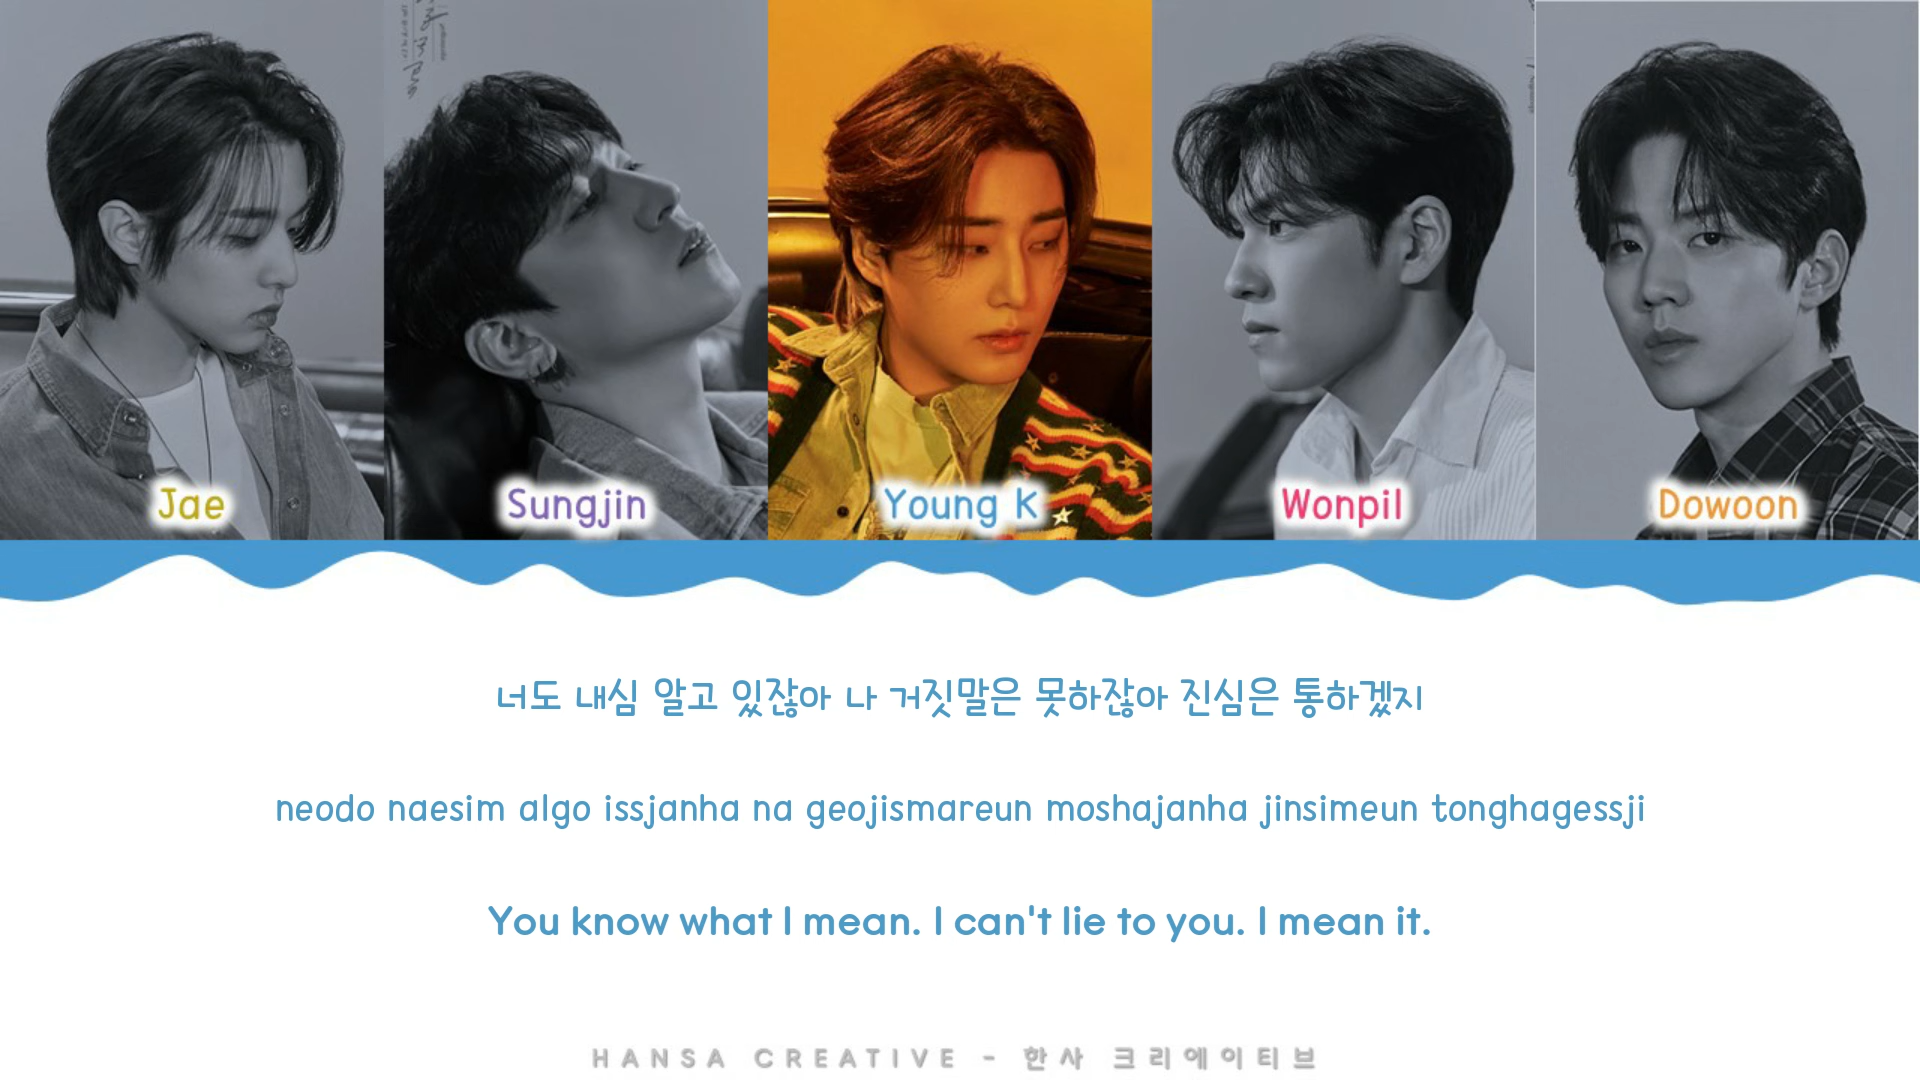 Jae
Sungjin
Young K
Wonpil
Dowoon
너도 내심 알고 있잖아 나 거짓말은 못하잖아 진심은 통하겠지
neodo naesim algo issjanha na geojismareun moshajanha jinsimeun tonghagessji
You know what I mean. I can't lie to you. I mean it.
HANSA CREATIVE - 한사 크리에이티브